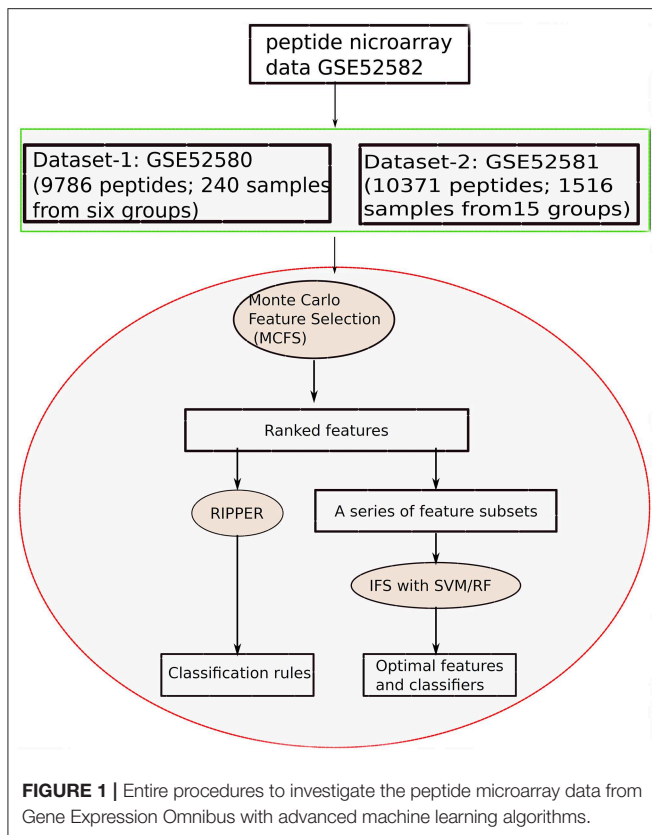 peptide nicroarray
data GSE52582
Dataset-1: GSE52580
(9786 peptides; 240 samples
from six groups)
Dataset-2: GSE52581
(10371 peptides; 1516
samples from15 groups)
Monte Carlo
Feature Selection
(MCFS)
Ranked features
RIPPER
A series of feature subsets
IFS with SVM/RF
Classification rules
Optimal features
and classifiers
FIGURE 1 | Entire procedures to investigate the peptide microarray data from
Gene Expression Omnibus with advanced machine learning algorithms.